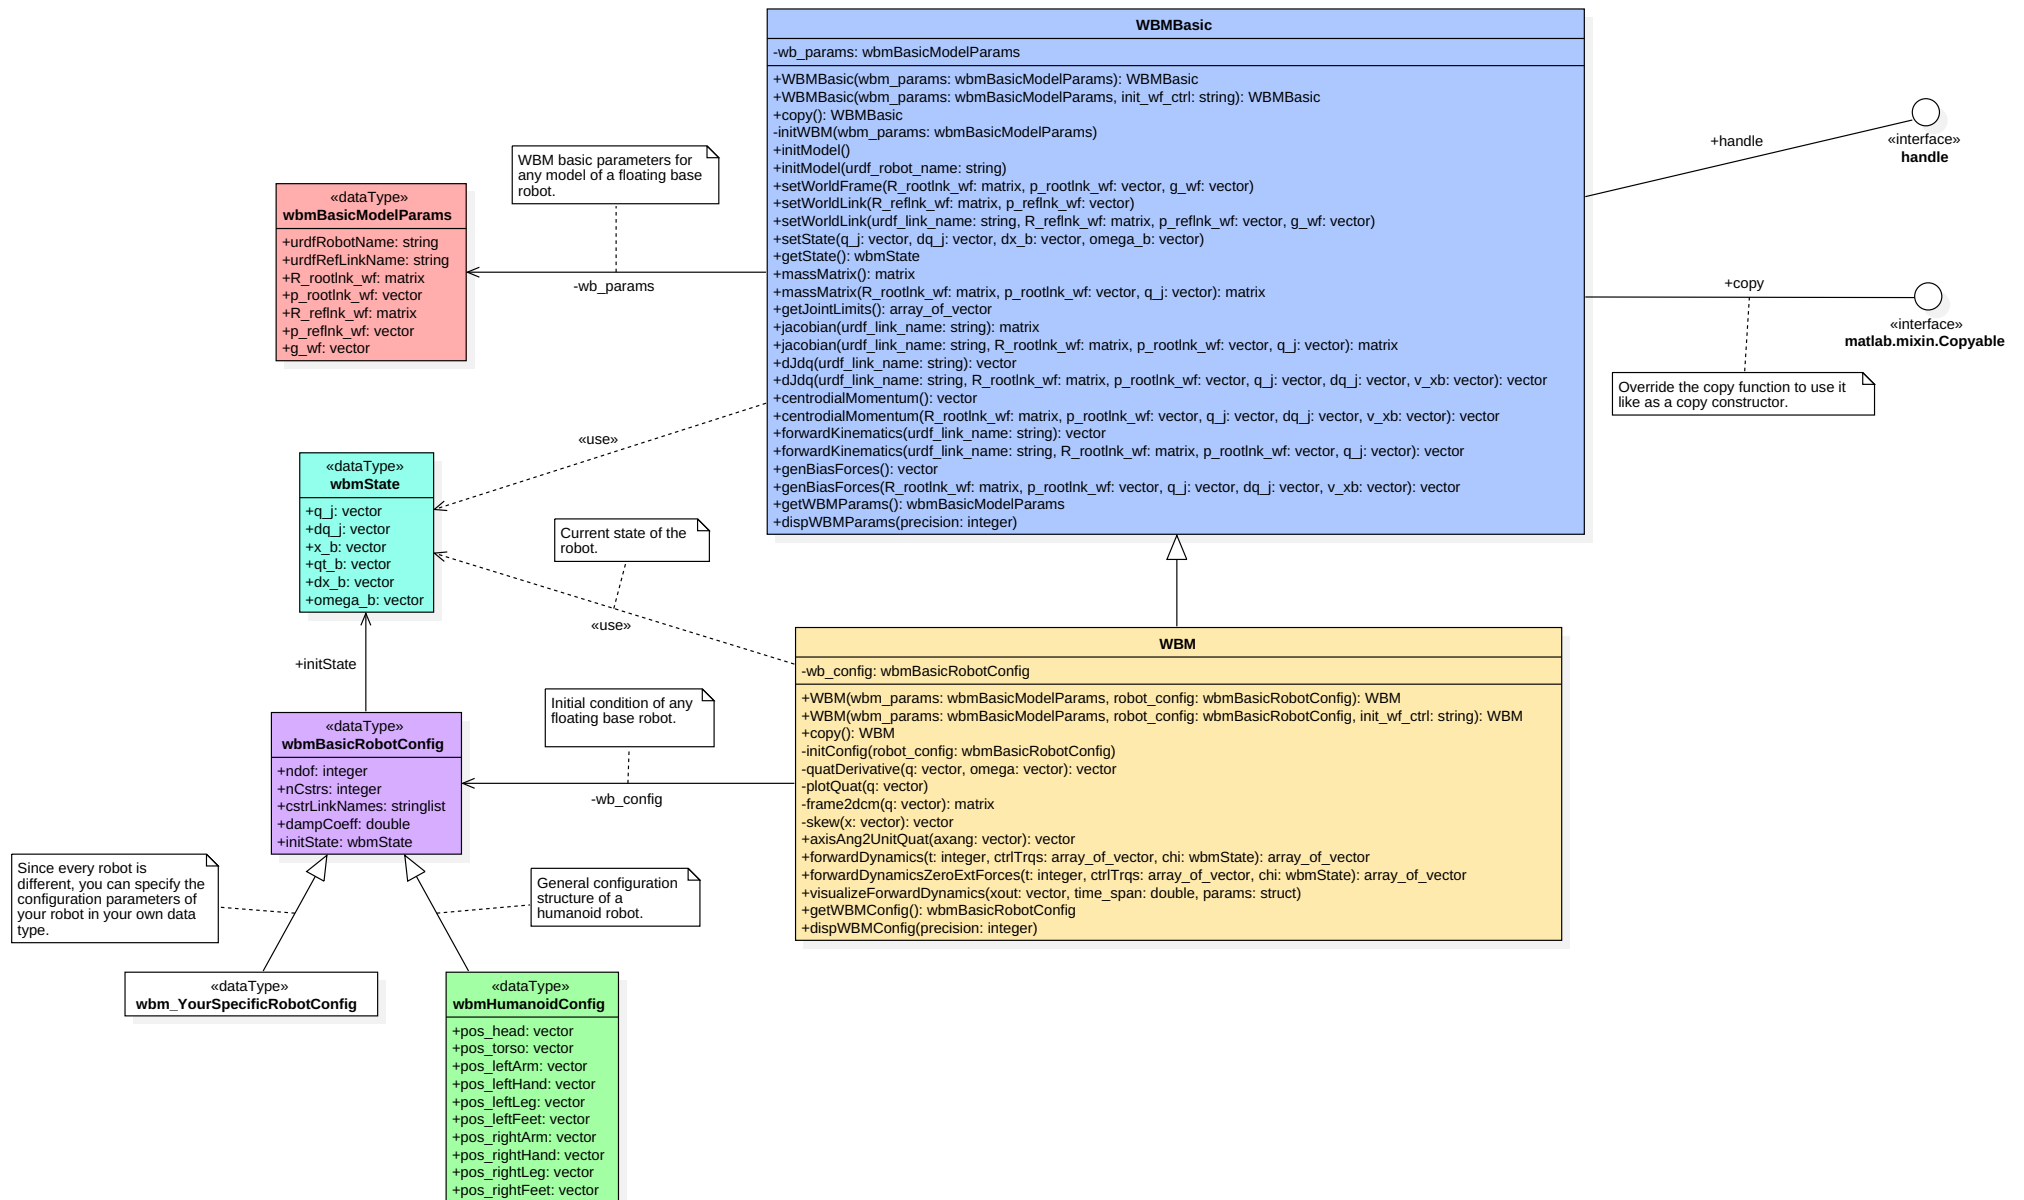 WBMBasic
-wb_params: wbmBasicModelParams
+WBMBasic(wbm_params: wbmBasicModelParams): WBMBasic
+WBMBasic(wbm_params: wbmBasicModelParams, init_wf_ctrl: string): WBMBasic
+copy(): WBMBasic
-initWBM(wbm_params: wbmBasicModelParams)
+initModel()
+initModel(urdf_robot_name: string)
+setWorldFrame(R_rootlnk_wf: matrix, p_rootlnk_wf: vector, g_wf: vector)
+setWorldLink(R_reflnk_wf: matrix, p_reflnk_wf: vector)
+setWorldLink(urdf_link_name: string, R_reflnk_wf: matrix, p_reflnk_wf: vector, g_wf: vector)
+setState(q_j: vector, dq_j: vector, dx_b: vector, omega_b: vector)
+getState(): wbmState
+massMatrix(): matrix
+massMatrix(R_rootlnk_wf: matrix, p_rootlnk_wf: vector, q_j: vector): matrix
+getJointLimits(): array_of_vector
+jacobian(urdf_link_name: string): matrix
+jacobian(urdf_link_name: string, R_rootlnk_wf: matrix, p_rootlnk_wf: vector, q_j: vector): matrix
+dJdq(urdf_link_name: string): vector
+dJdq(urdf_link_name: string, R_rootlnk_wf: matrix, p_rootlnk_wf: vector, q_j: vector, dq_j: vector, v_xb: vector): vector
+centrodialMomentum(): vector
+centrodialMomentum(R_rootlnk_wf: matrix, p_rootlnk_wf: vector, q_j: vector, dq_j: vector, v_xb: vector): vector
+forwardKinematics(urdf_link_name: string): vector
+forwardKinematics(urdf_link_name: string, R_rootlnk_wf: matrix, p_rootlnk_wf: vector, q_j: vector): vector
+genBiasForces(): vector
+genBiasForces(R_rootlnk_wf: matrix, p_rootlnk_wf: vector, q_j: vector, dq_j: vector, v_xb: vector): vector
+getWBMParams(): wbmBasicModelParams
+dispWBMParams(precision: integer)
+handle
«interface»
handle
+copy
«interface»
matlab.mixin.Copyable
Override the copy function to use it
like as a copy constructor.
WBM basic parameters for
any model of a floating base
robot.
-wb_params
«dataType»
wbmBasicModelParams
+urdfRobotName: string
+urdfRefLinkName: string
+R_rootlnk_wf: matrix
+p_rootlnk_wf: vector
+R_reflnk_wf: matrix
+p_reflnk_wf: vector
+g_wf: vector
«use»
«dataType»
wbmState
+q_j: vector
+dq_j: vector
+x_b: vector
+qt_b: vector
+dx_b: vector
+omega_b: vector
Current state of the
robot.
«use»
+initState
WBM
-wb_config: wbmBasicRobotConfig
+WBM(wbm_params: wbmBasicModelParams, robot_config: wbmBasicRobotConfig): WBM
+WBM(wbm_params: wbmBasicModelParams, robot_config: wbmBasicRobotConfig, init_wf_ctrl: string): WBM
+copy(): WBM
-initConfig(robot_config: wbmBasicRobotConfig)
-quatDerivative(q: vector, omega: vector): vector
-plotQuat(q: vector)
-frame2dcm(q: vector): matrix
-skew(x: vector): vector
+axisAng2UnitQuat(axang: vector): vector
+forwardDynamics(t: integer, ctrlTrqs: array_of_vector, chi: wbmState): array_of_vector
+forwardDynamicsZeroExtForces(t: integer, ctrlTrqs: array_of_vector, chi: wbmState): array_of_vector
+visualizeForwardDynamics(xout: vector, time_span: double, params: struct)
+getWBMConfig(): wbmBasicRobotConfig
+dispWBMConfig(precision: integer)
Initial condition of any
floating base robot.
-wb_config
«dataType»
wbmBasicRobotConfig
+ndof: integer
+nCstrs: integer
+cstrLinkNames: stringlist
+dampCoeff: double
+initState: wbmState
Since every robot is
different, you can specify the
configuration parameters of
your robot in your own data
type.
General configuration
structure of a
humanoid robot.
«dataType»
wbm_YourSpecificRobotConfig
«dataType»
wbmHumanoidConfig
+pos_head: vector
+pos_torso: vector
+pos_leftArm: vector
+pos_leftHand: vector
+pos_leftLeg: vector
+pos_leftFeet: vector
+pos_rightArm: vector
+pos_rightHand: vector
+pos_rightLeg: vector
+pos_rightFeet: vector